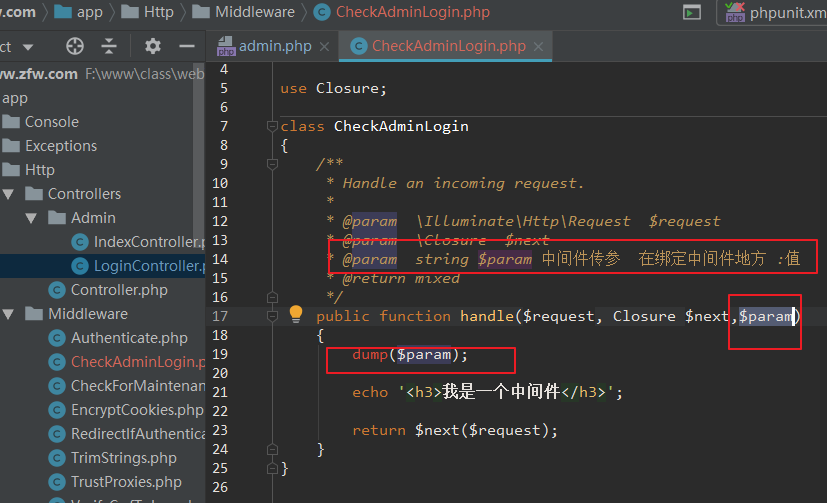 .com app Http Middleware CheckAdminLogin.php phpunit.xm
ct admin.php CheckAdminLogin.php
ww.zfw.com F:\www\class\web
app
Console
Exceptions
Http
Controllers
Admin
IndexController.p
LoginController.p
Controller.php
Middleware
Authenticate.php
CheckAdminLogin.p
CheckForMaintenan
EncryptCookies.php
RedirectIfAuthentica
TrimStrings.php
TrustProxies.php
4
5 use Closure;
6
7 class CheckAdminLogin
8 {
9 /**
10 * Handle an incoming request.
11 *
12 * @param \Illuminate\Http\Request $request
13 * @param \Closure $next
14 * @param string $param 中间件传参 在绑定中间件地方 :值
15 * @return mixed
16 */
17 public function handle($request, Closure $next,$param)
18 {
19 dump($param);
20
21 echo '<h3>我是一个中间件</h3>';
22
23 return $next($request);
24 }
25 }
26